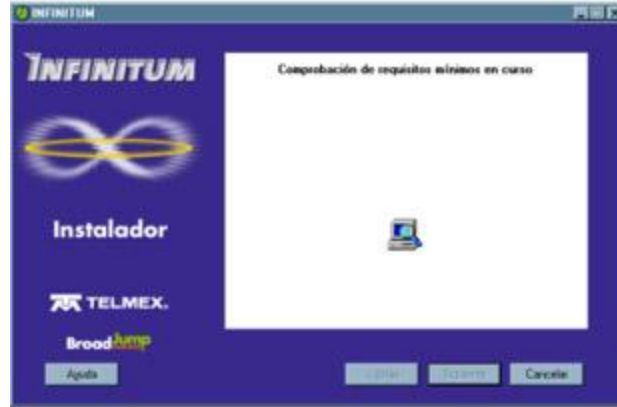 INFINITUM
INFINITUM
Comprobación de requisitos mínimos en curso
Instalador
TELMEX.
BroadJump
Ayuda
Cancelar